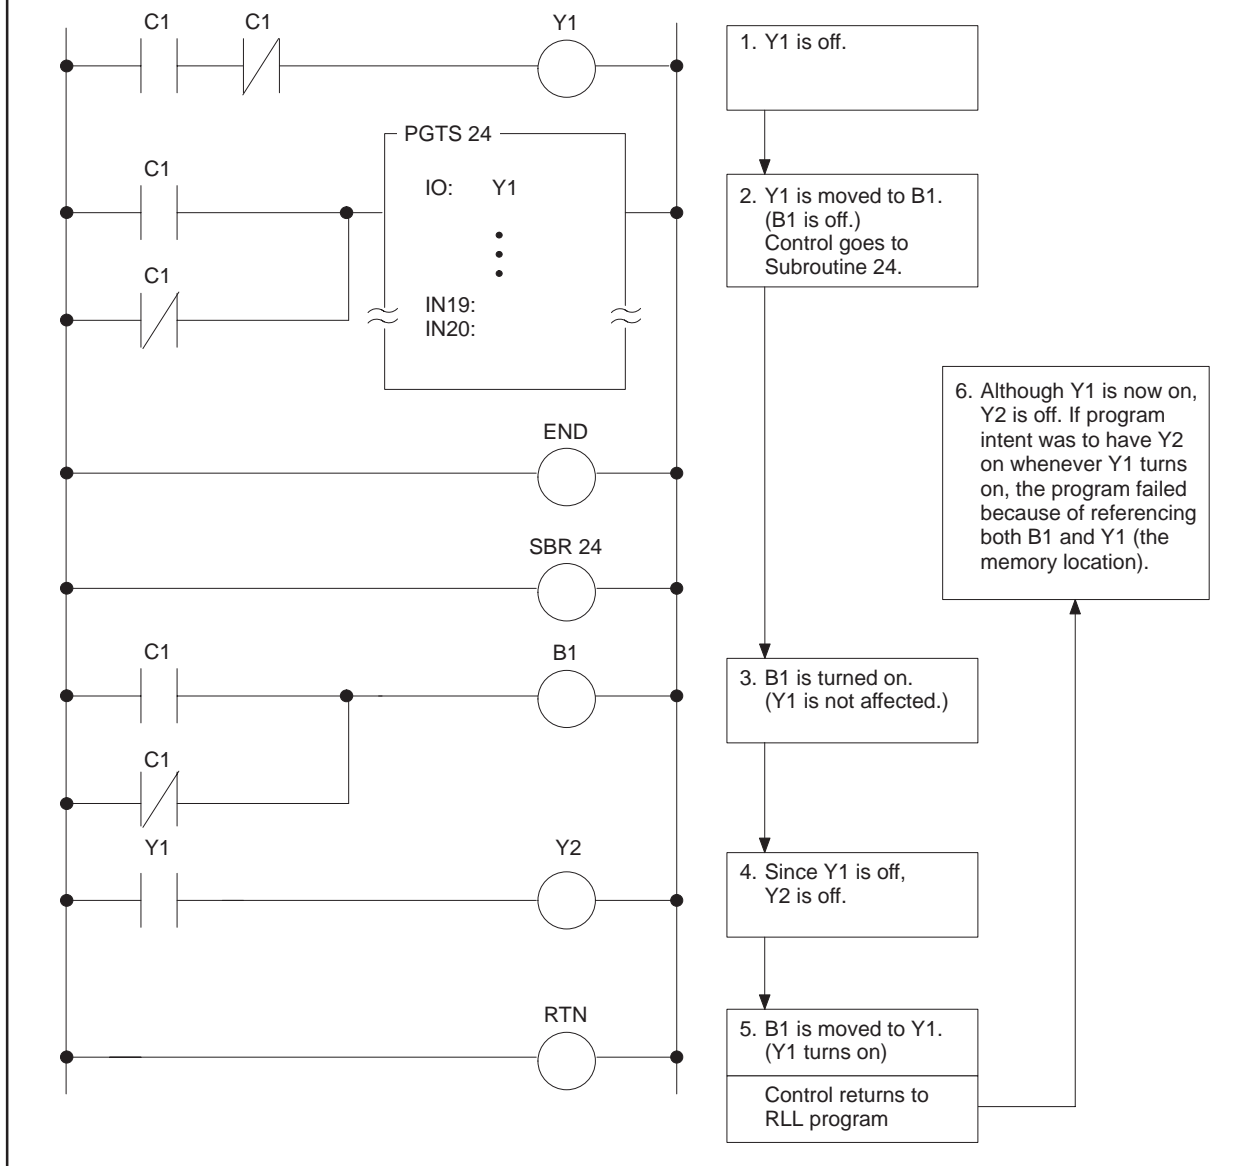 C1 C1 Y1
1. Y1 is off.
PGTS 24
C1
IO: Y1
2. Y1 is moved to B1.
(B1 is off.)
Control goes to
Subroutine 24.
C1
IN19:
IN20:
6. Although Y1 is now on,
Y2 is off. If program
intent was to have Y2
on whenever Y1 turns
on, the program failed
because of referencing
both B1 and Y1 (the
memory location).
END
SBR 24
C1 B1
3. B1 is turned on.
(Y1 is not affected.)
C1
Y1 Y2
4. Since Y1 is off,
Y2 is off.
RTN
5. B1 is moved to Y1.
(Y1 turns on)
Control returns to
RLL program